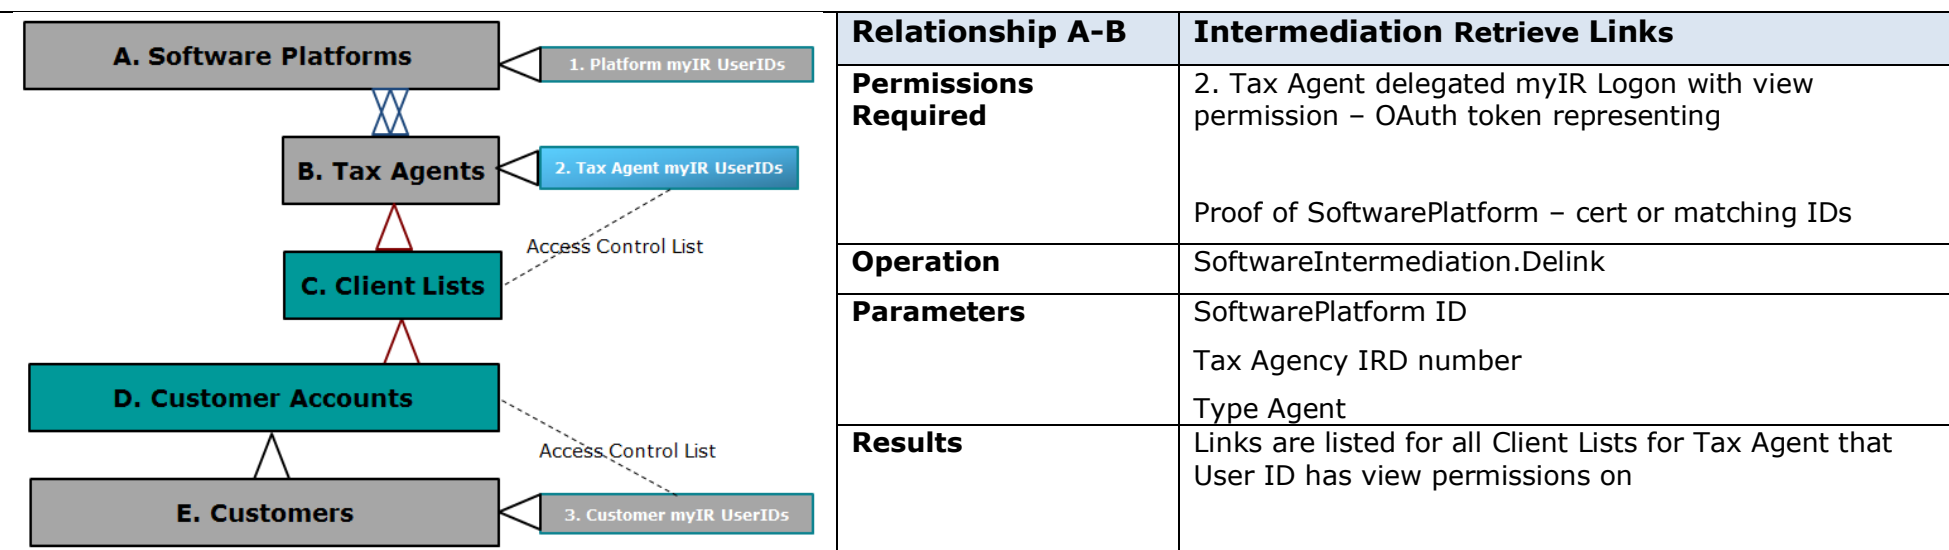 A. Software Platforms
1. Platform myIR UserIDs
B. Tax Agents
2. Tax Agent myIR UserIDs
Access Control List
C. Client Lists
D. Customer Accounts
Access Control List
E. Customers
3. Customer myIR UserIDs
Relationship A-B
Intermediation Retrieve Links
Permissions
Required
2. Tax Agent delegated myIR Logon with view
permission – OAuth token representing
Proof of SoftwarePlatform – cert or matching IDs
Operation
SoftwareIntermediation.Delink
Parameters
SoftwarePlatform ID
Tax Agency IRD number
Type Agent
Results
Links are listed for all Client Lists for Tax Agent that
User ID has view permissions on